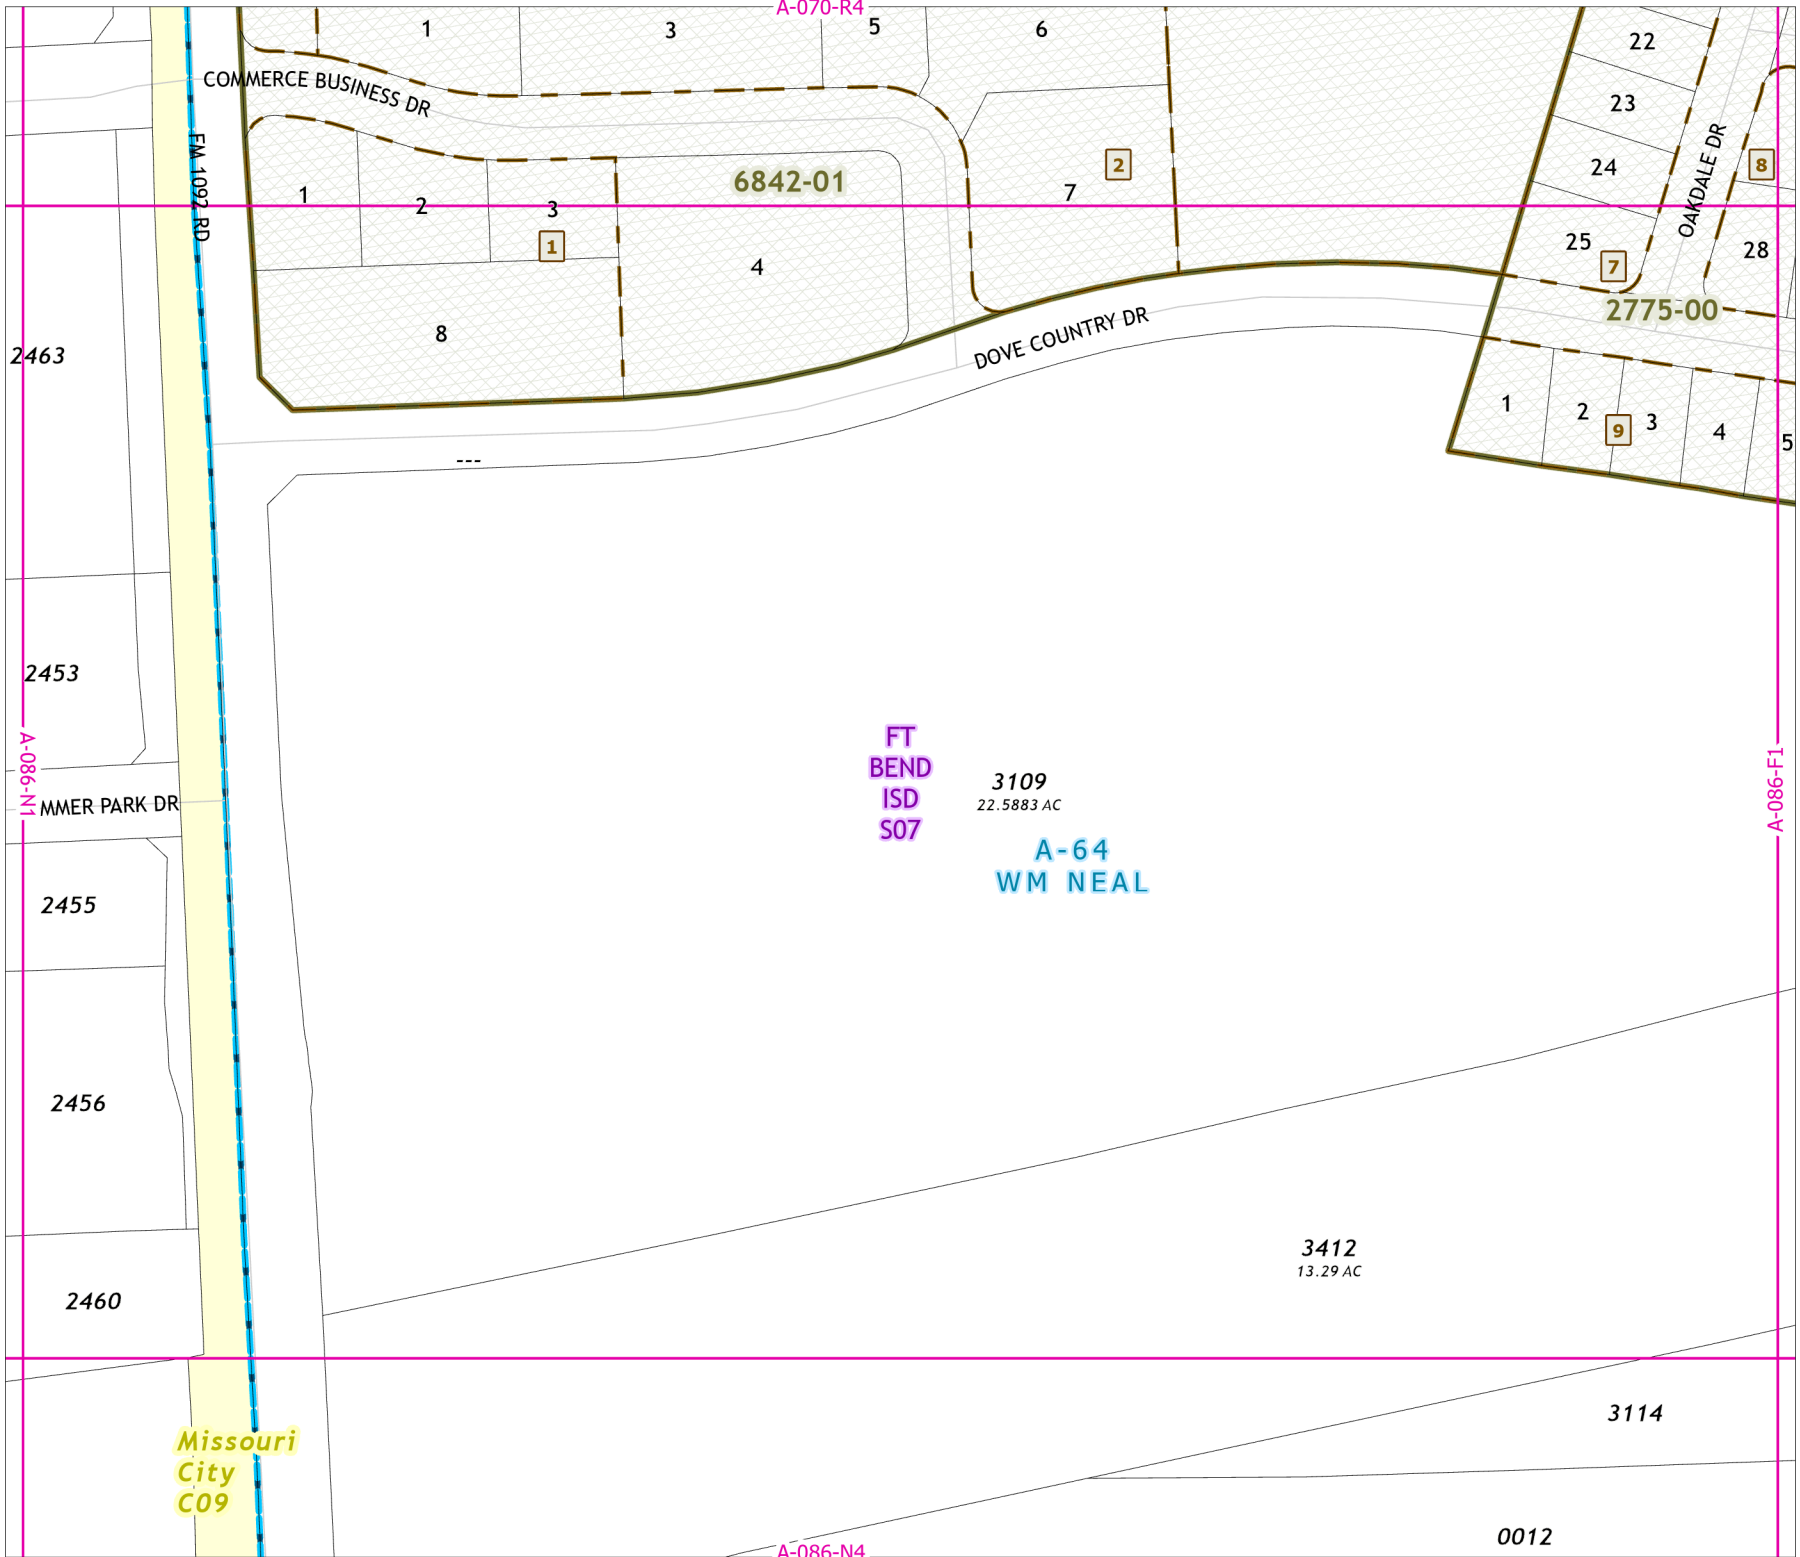 A-070-R4
1
3
5
6
22
COMMERCE BUSINESS DR
23
FM 1092 RD
OAKDALE DR
24
2
8
6842-01
1
2
3
7
1
4
25
7
28
2775-00
8
DOVE COUNTRY DR
2463
1
2
9
3
4
5
---
2453
FT
BEND
ISD
S07
3109
22.5883 AC
A-086-N1
A-086-F1
MMER PARK DR
A-64
WM NEAL
2455
2456
3412
13.29 AC
2460
3114
Missouri
City
C09
0012
A-086-N4